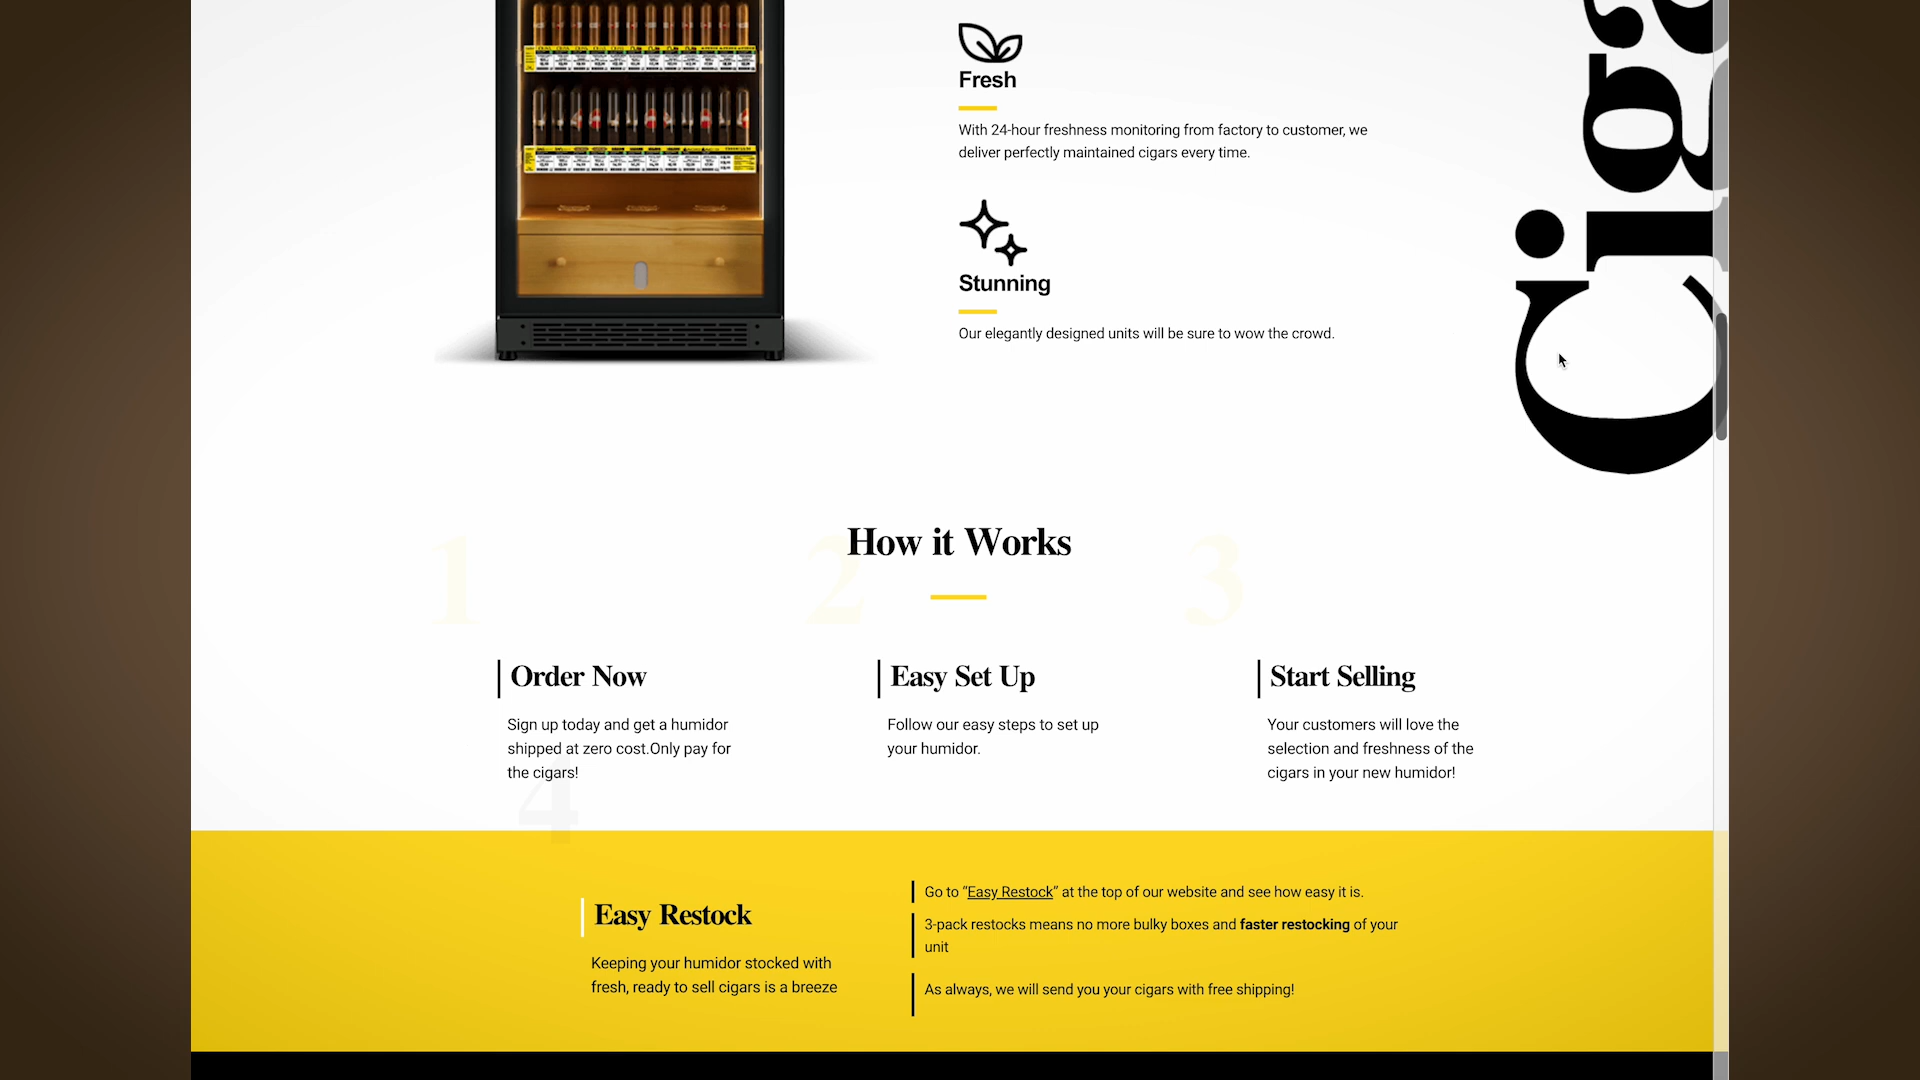 Fresh
With 24-hour freshness monitoring from factory to customer, we
deliver perfectly maintained cigars every time.
Stunning
Our elegantly designed units will be sure to wow the crowd.
Cig
How it Works
1
2
3
Order Now
Sign up today and get a humidor
shipped at zero cost.Only pay for
the cigars!
Easy Set Up
Follow our easy steps to set up
your humidor.
Start Selling
Your customers will love the
selection and freshness of the
cigars in your new humidor!
4
Easy Restock
Keeping your humidor stocked with
fresh, ready to sell cigars is a breeze
Go to “Easy Restock” at the top of our website and see how easy it is.
3-pack restocks means no more bulky boxes and faster restocking of your
unit
As always, we will send you your cigars with free shipping!